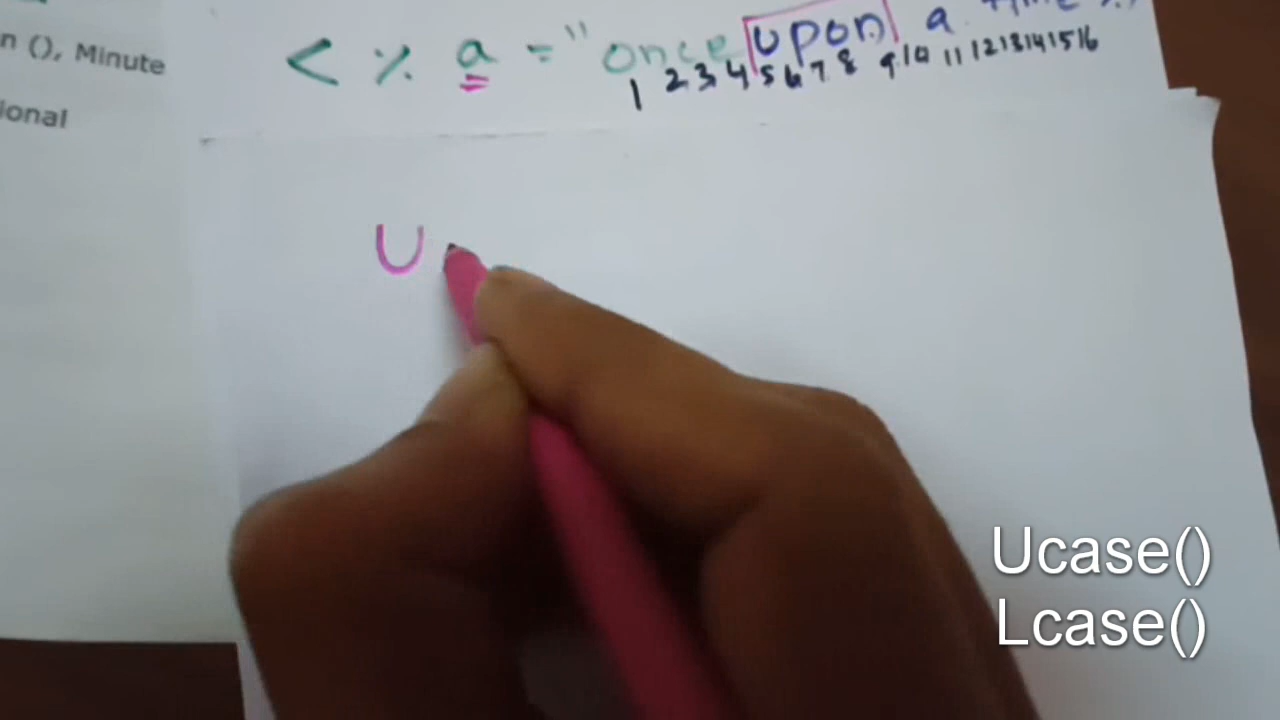 n (), Minute
ional
<% a = "once upon a
1 2 3 4 5 6 7 8 9 10 11 12 13 14 15 16
U
Ucase()
Lcase()